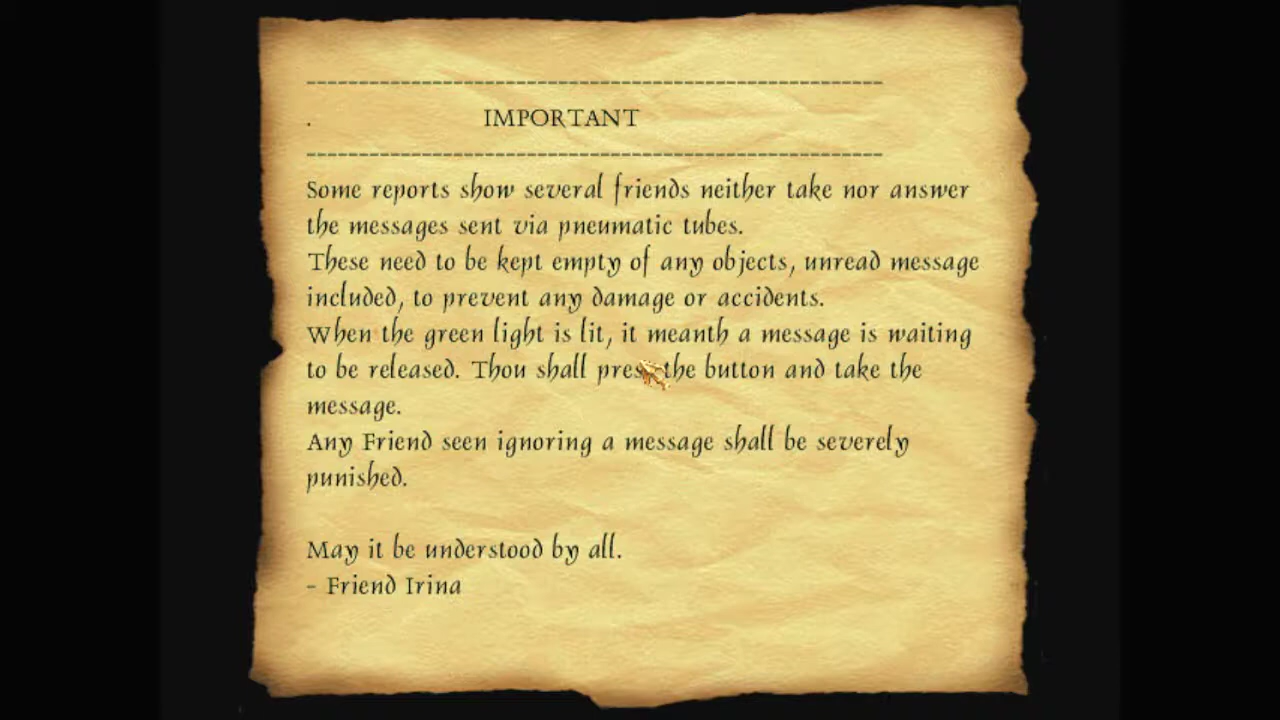 ------------------------------------------------------------------------
. IMPORTANT
------------------------------------------------------------------------
Some reports show several friends neither take nor answer
the messages sent via pneumatic tubes.
These need to be kept empty of any objects, unread message
included, to prevent any damage or accidents.
When the green light is lit, it meanth a message is waiting
to be released. Thou shall press the button and take the
message.
Any Friend seen ignoring a message shall be severely
punished.
May it be understood by all.
- Friend Irina